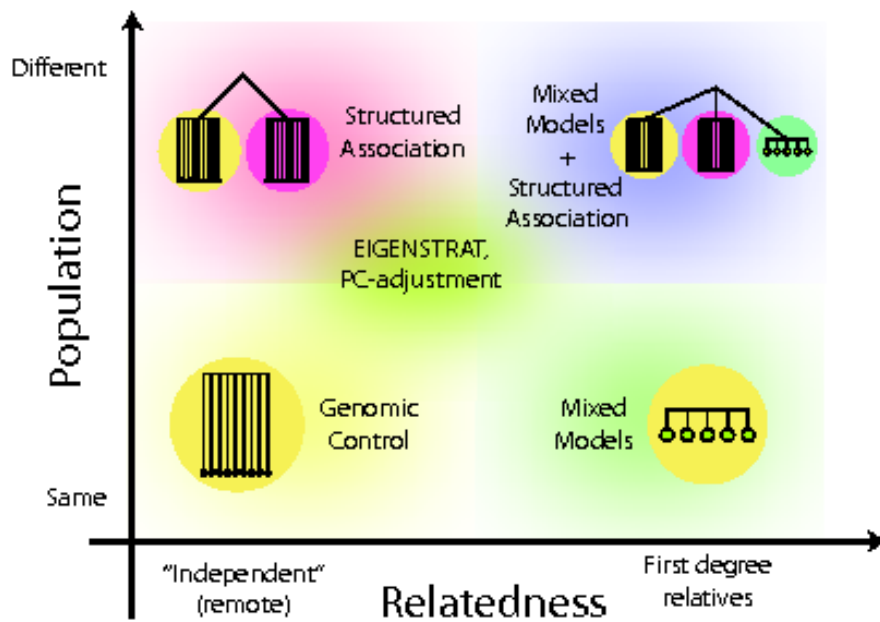 Different
Structured
Association
Mixed
Models
+
Structured
Association
EIGENSTRAT,
PC-adjustment
Population
Genomic
Control
Mixed
Models
Same
"Independent"
(remote)
Relatedness
First degree
relatives